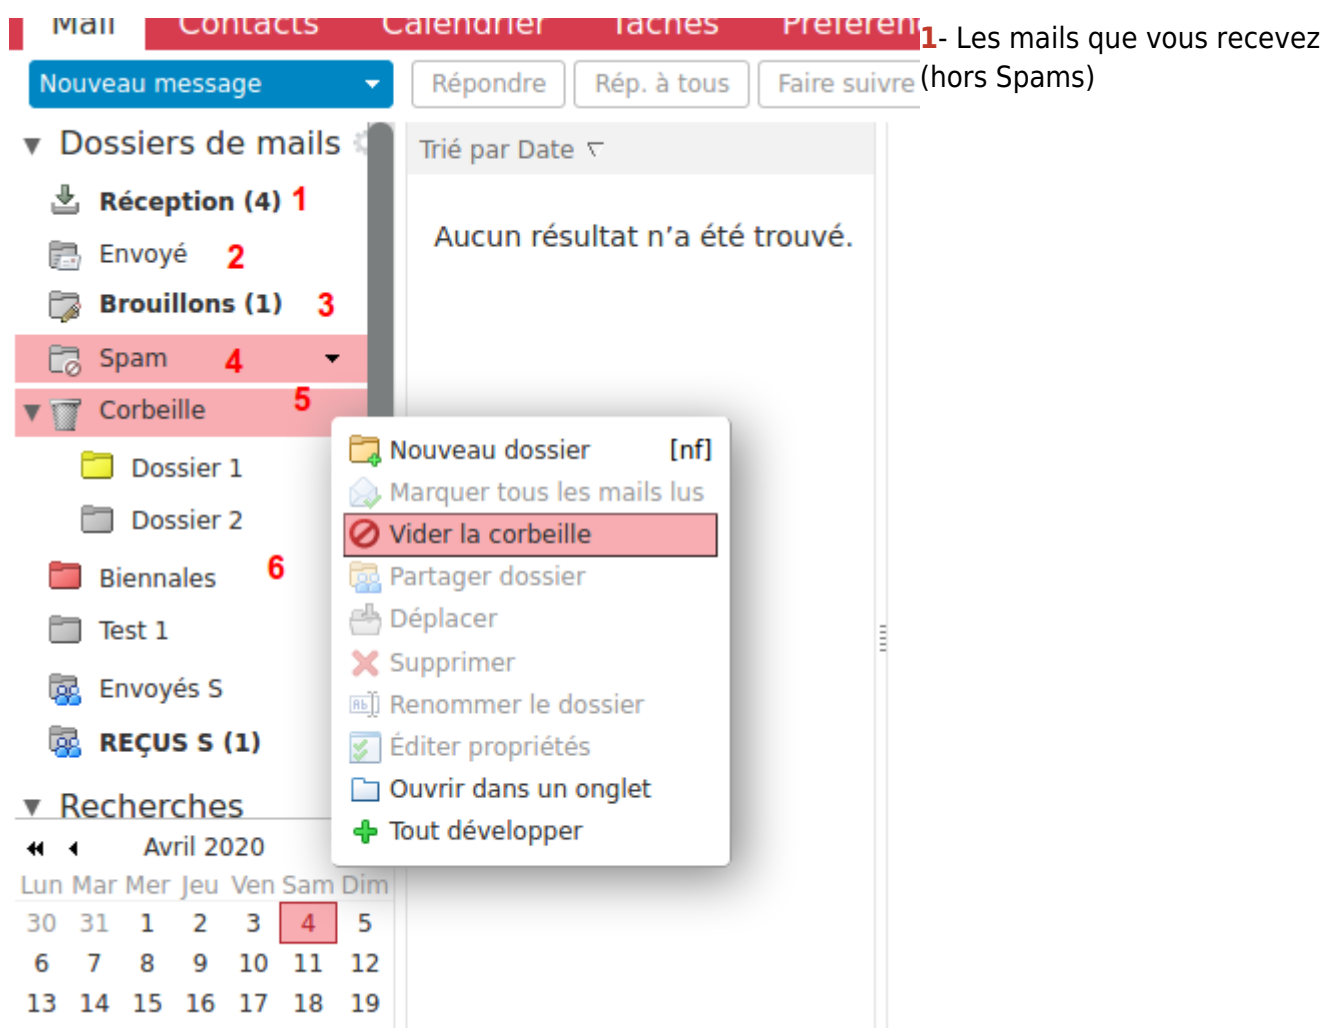 Mail Contacts Calendrier Tâches
1- Les mails que vous recevez
(hors Spams)
Nouveau message Répondre Rép. à tous Faire suivre
Dossiers de mails
Réception (4) 1
Envoyé 2
Brouillons (1) 3
Spam 4
Corbeille 5
Dossier 1
Dossier 2
Biennales 6
Test 1
Envoyés S
REÇUS S (1)
Recherches
Trié par Date
Aucun résultat n’a été trouvé.
Nouveau dossier [nf]
Marquer tous les mails lus
Vider la corbeille
Partager dossier
Déplacer
Supprimer
Renommer le dossier
Éditer propriétés
Ouvrir dans un onglet
Tout développer
Avril 2020
Lun Mar Mer Jeu Ven Sam Dim
30 31 1 2 3 4 5
6 7 8 9 10 11 12
13 14 15 16 17 18 19